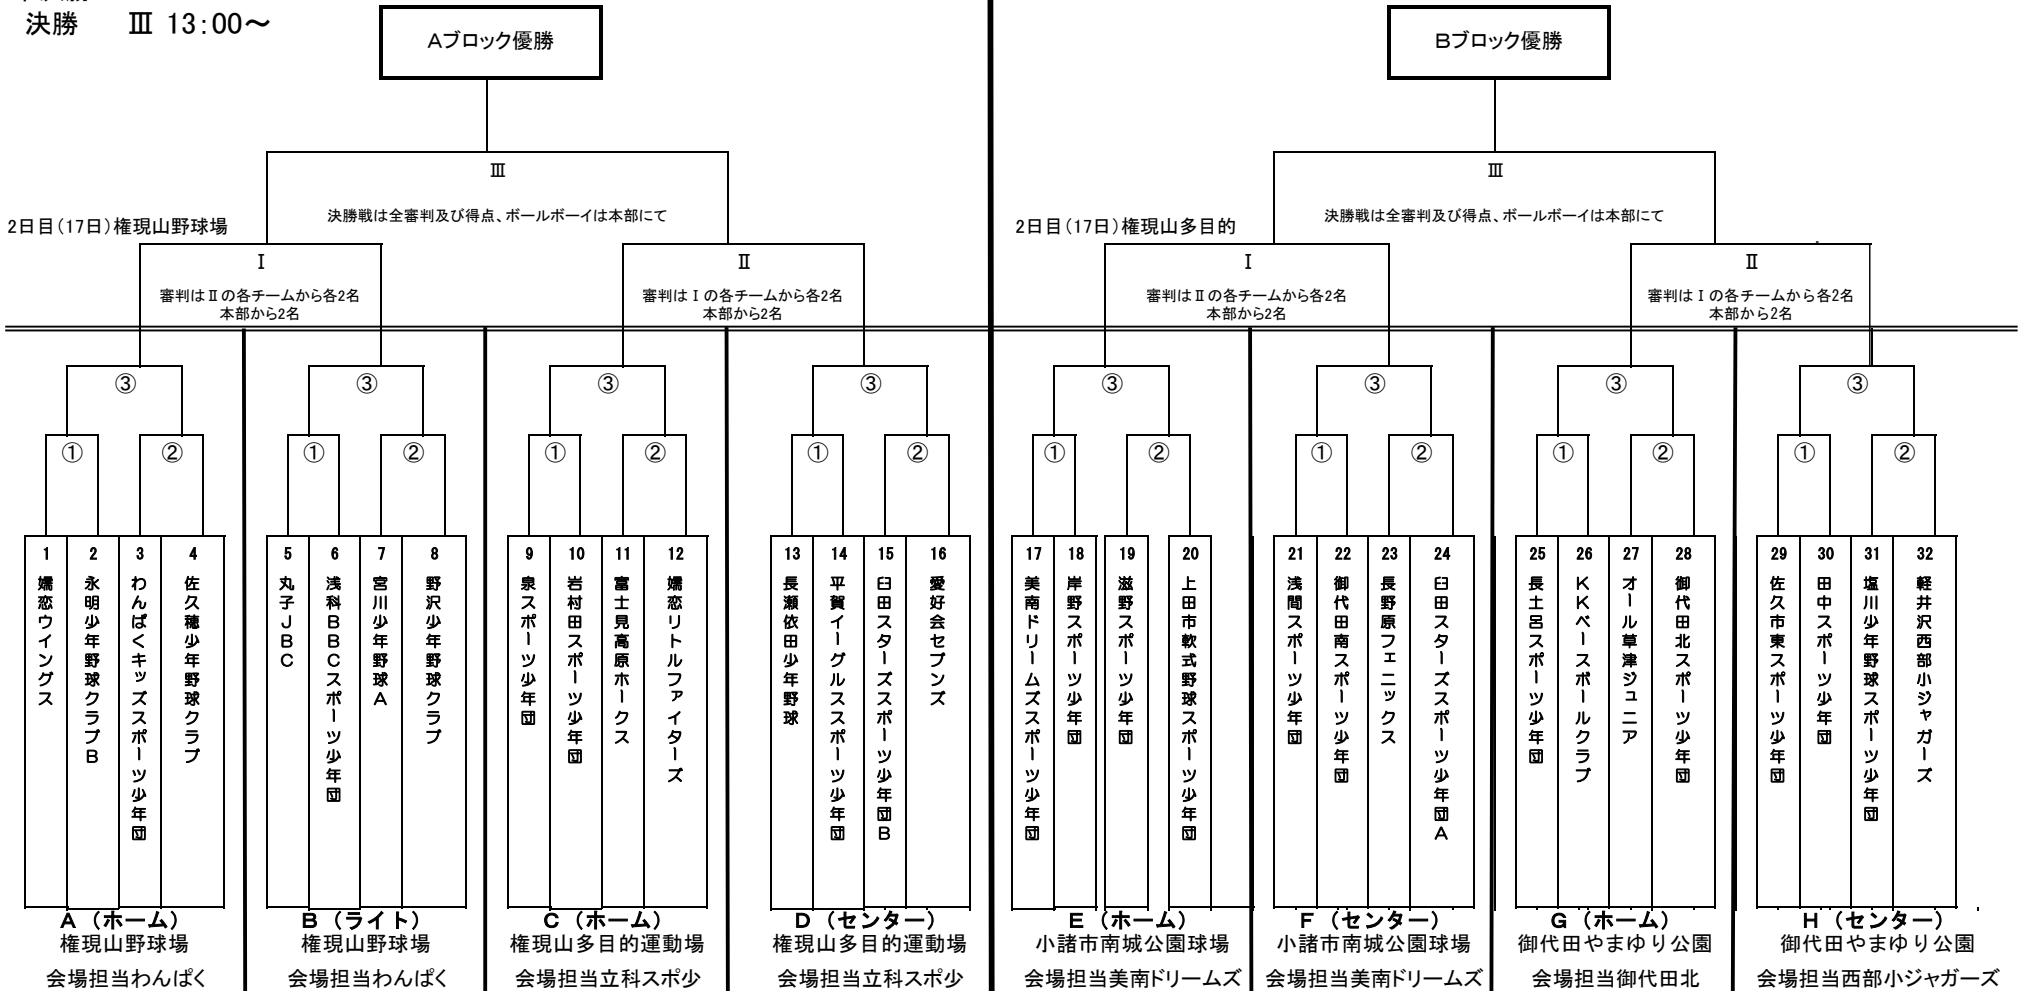 決勝 Ⅲ 13:00～
Aブロック優勝
Bブロック優勝
Ⅲ
Ⅲ
決勝戦は全審判及び得点、ボールボーイは本部にて
決勝戦は全審判及び得点、ボールボーイは本部にて
2日目(17日)権現山野球場
2日目(17日)権現山多目的
Ⅰ
Ⅱ
Ⅰ
Ⅱ
審判はⅡの各チームから各2名
本部から2名
審判はⅠの各チームから各2名
本部から2名
審判はⅡの各チームから各2名
本部から2名
審判はⅠの各チームから各2名
本部から2名
③ ③ ③ ③ ③ ③ ③ ③
① ② ① ② ① ② ① ② ① ② ① ② ① ② ① ②
1 嬬恋ウイングス
2 永明少年野球クラブB
3 わんぱくキッズスポーツ少年団
4 佐久穂少年野球クラブ
5 丸子JBC
6 浅科BBCスポーツ少年団
7 宮川少年野球A
8 野沢少年野球クラブ
9 泉スポーツ少年団
10 岩村田スポーツ少年団
11 富士見高原ホークス
12 嬬恋リトルファイターズ
13 長瀬依田少年野球
14 平賀イーグルススポーツ少年団
15 臼田スターズスポーツ少年団B
16 愛好会セブンズ
17 美南ドリームズスポーツ少年団
18 岸野スポーツ少年団
19 滋野スポーツ少年団
20 上田市軟式野球スポーツ少年団
21 浅間スポーツ少年団
22 御代田南スポーツ少年団
23 長野原フェニックス
24 臼田スターズスポーツ少年団A
25 長土呂スポーツ少年団
26 KKベースボールクラブ
27 オール草津ジュニア
28 御代田北スポーツ少年団
29 佐久市東スポーツ少年団
30 田中スポーツ少年団
31 塩川少年野球スポーツ少年団
32 軽井沢西部小ジャガーズ
A (ホーム)
権現山野球場
会場担当わんぱく
B (ライト)
権現山野球場
会場担当わんぱく
C (ホーム)
権現山多目的運動場
会場担当立科スポ少
D (センター)
権現山多目的運動場
会場担当立科スポ少
E (ホーム)
小諸市南城公園球場
会場担当美南ドリームズ
F (センター)
小諸市南城公園球場
会場担当美南ドリームズ
G (ホーム)
御代田やまゆり公園
会場担当御代田北
H (センター)
御代田やまゆり公園
会場担当西部小ジャガーズ